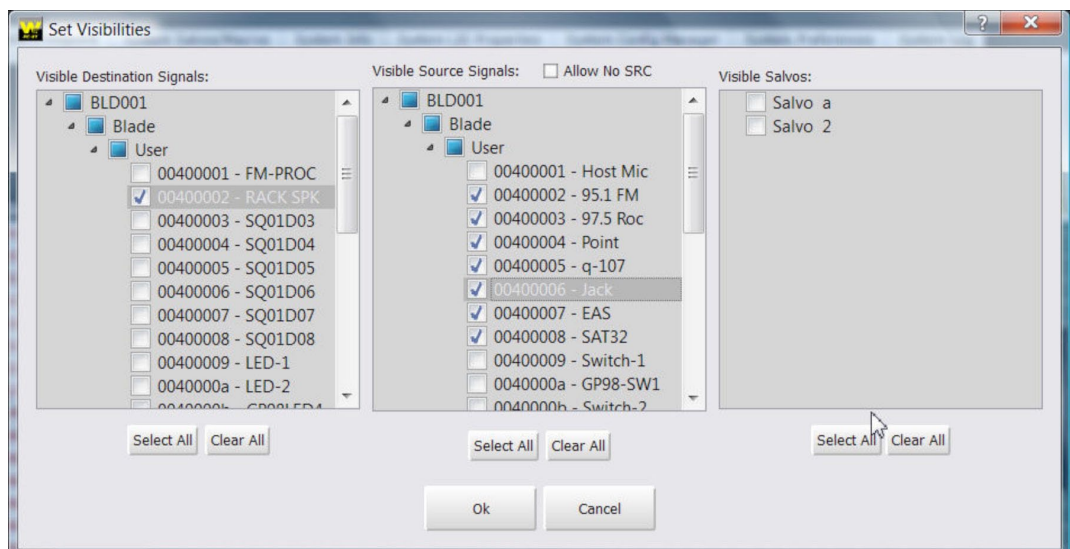 Set Visibilities
Visible Destination Signals:
BLD001
Blade
User
00400001 - FM-PROC
00400002 - RACK SPK
00400003 - SQ01D03
00400004 - SQ01D04
00400005 - SQ01D05
00400006 - SQ01D06
00400007 - SQ01D07
00400008 - SQ01D08
00400009 - LED-1
0040000a - LED-2
Select All Clear All
Visible Source Signals: Allow No SRC
BLD001
Blade
User
00400001 - Host Mic
00400002 - 95.1 FM
00400003 - 97.5 Roc
00400004 - Point
00400005 - q-107
00400006 - Jack
00400007 - EAS
00400008 - SAT32
00400009 - Switch-1
0040000a - GP98-SW1
0040000b - Switch-2
Select All Clear All
Visible Salvos:
Salvo a
Salvo 2
Select All Clear All
Ok Cancel